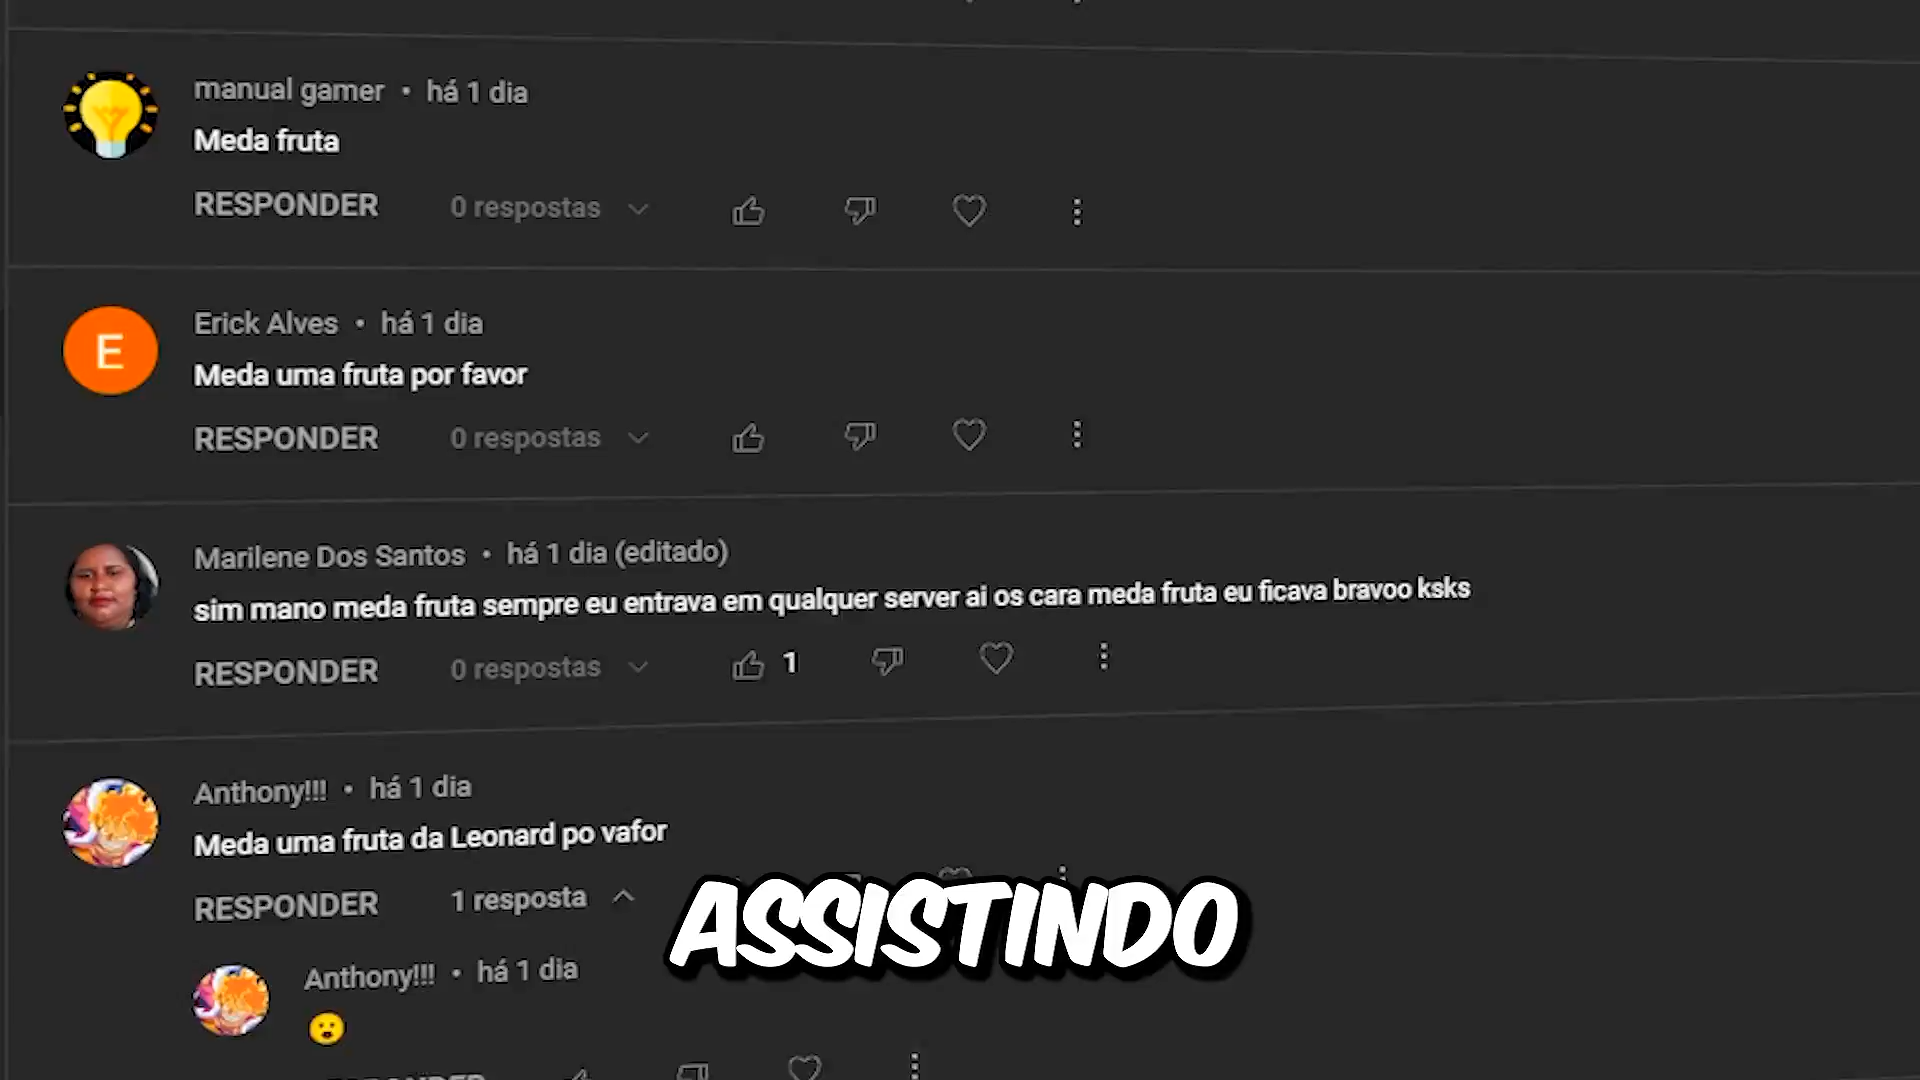 manual gamer • há 1 dia
Meda fruta
RESPONDER 0 respostas
Erick Alves • há 1 dia
E
Meda uma fruta por favor
RESPONDER 0 respostas
Marilene Dos Santos • há 1 dia (editado)
sim mano meda fruta sempre eu entrava em qualquer server ai os cara meda fruta eu ficava bravoo ksks
RESPONDER 0 respostas 1
Anthony!!! • há 1 dia
Meda uma fruta da Leonard po vafor
RESPONDER 1 resposta
ASSISTINDO
Anthony!!! • há 1 dia